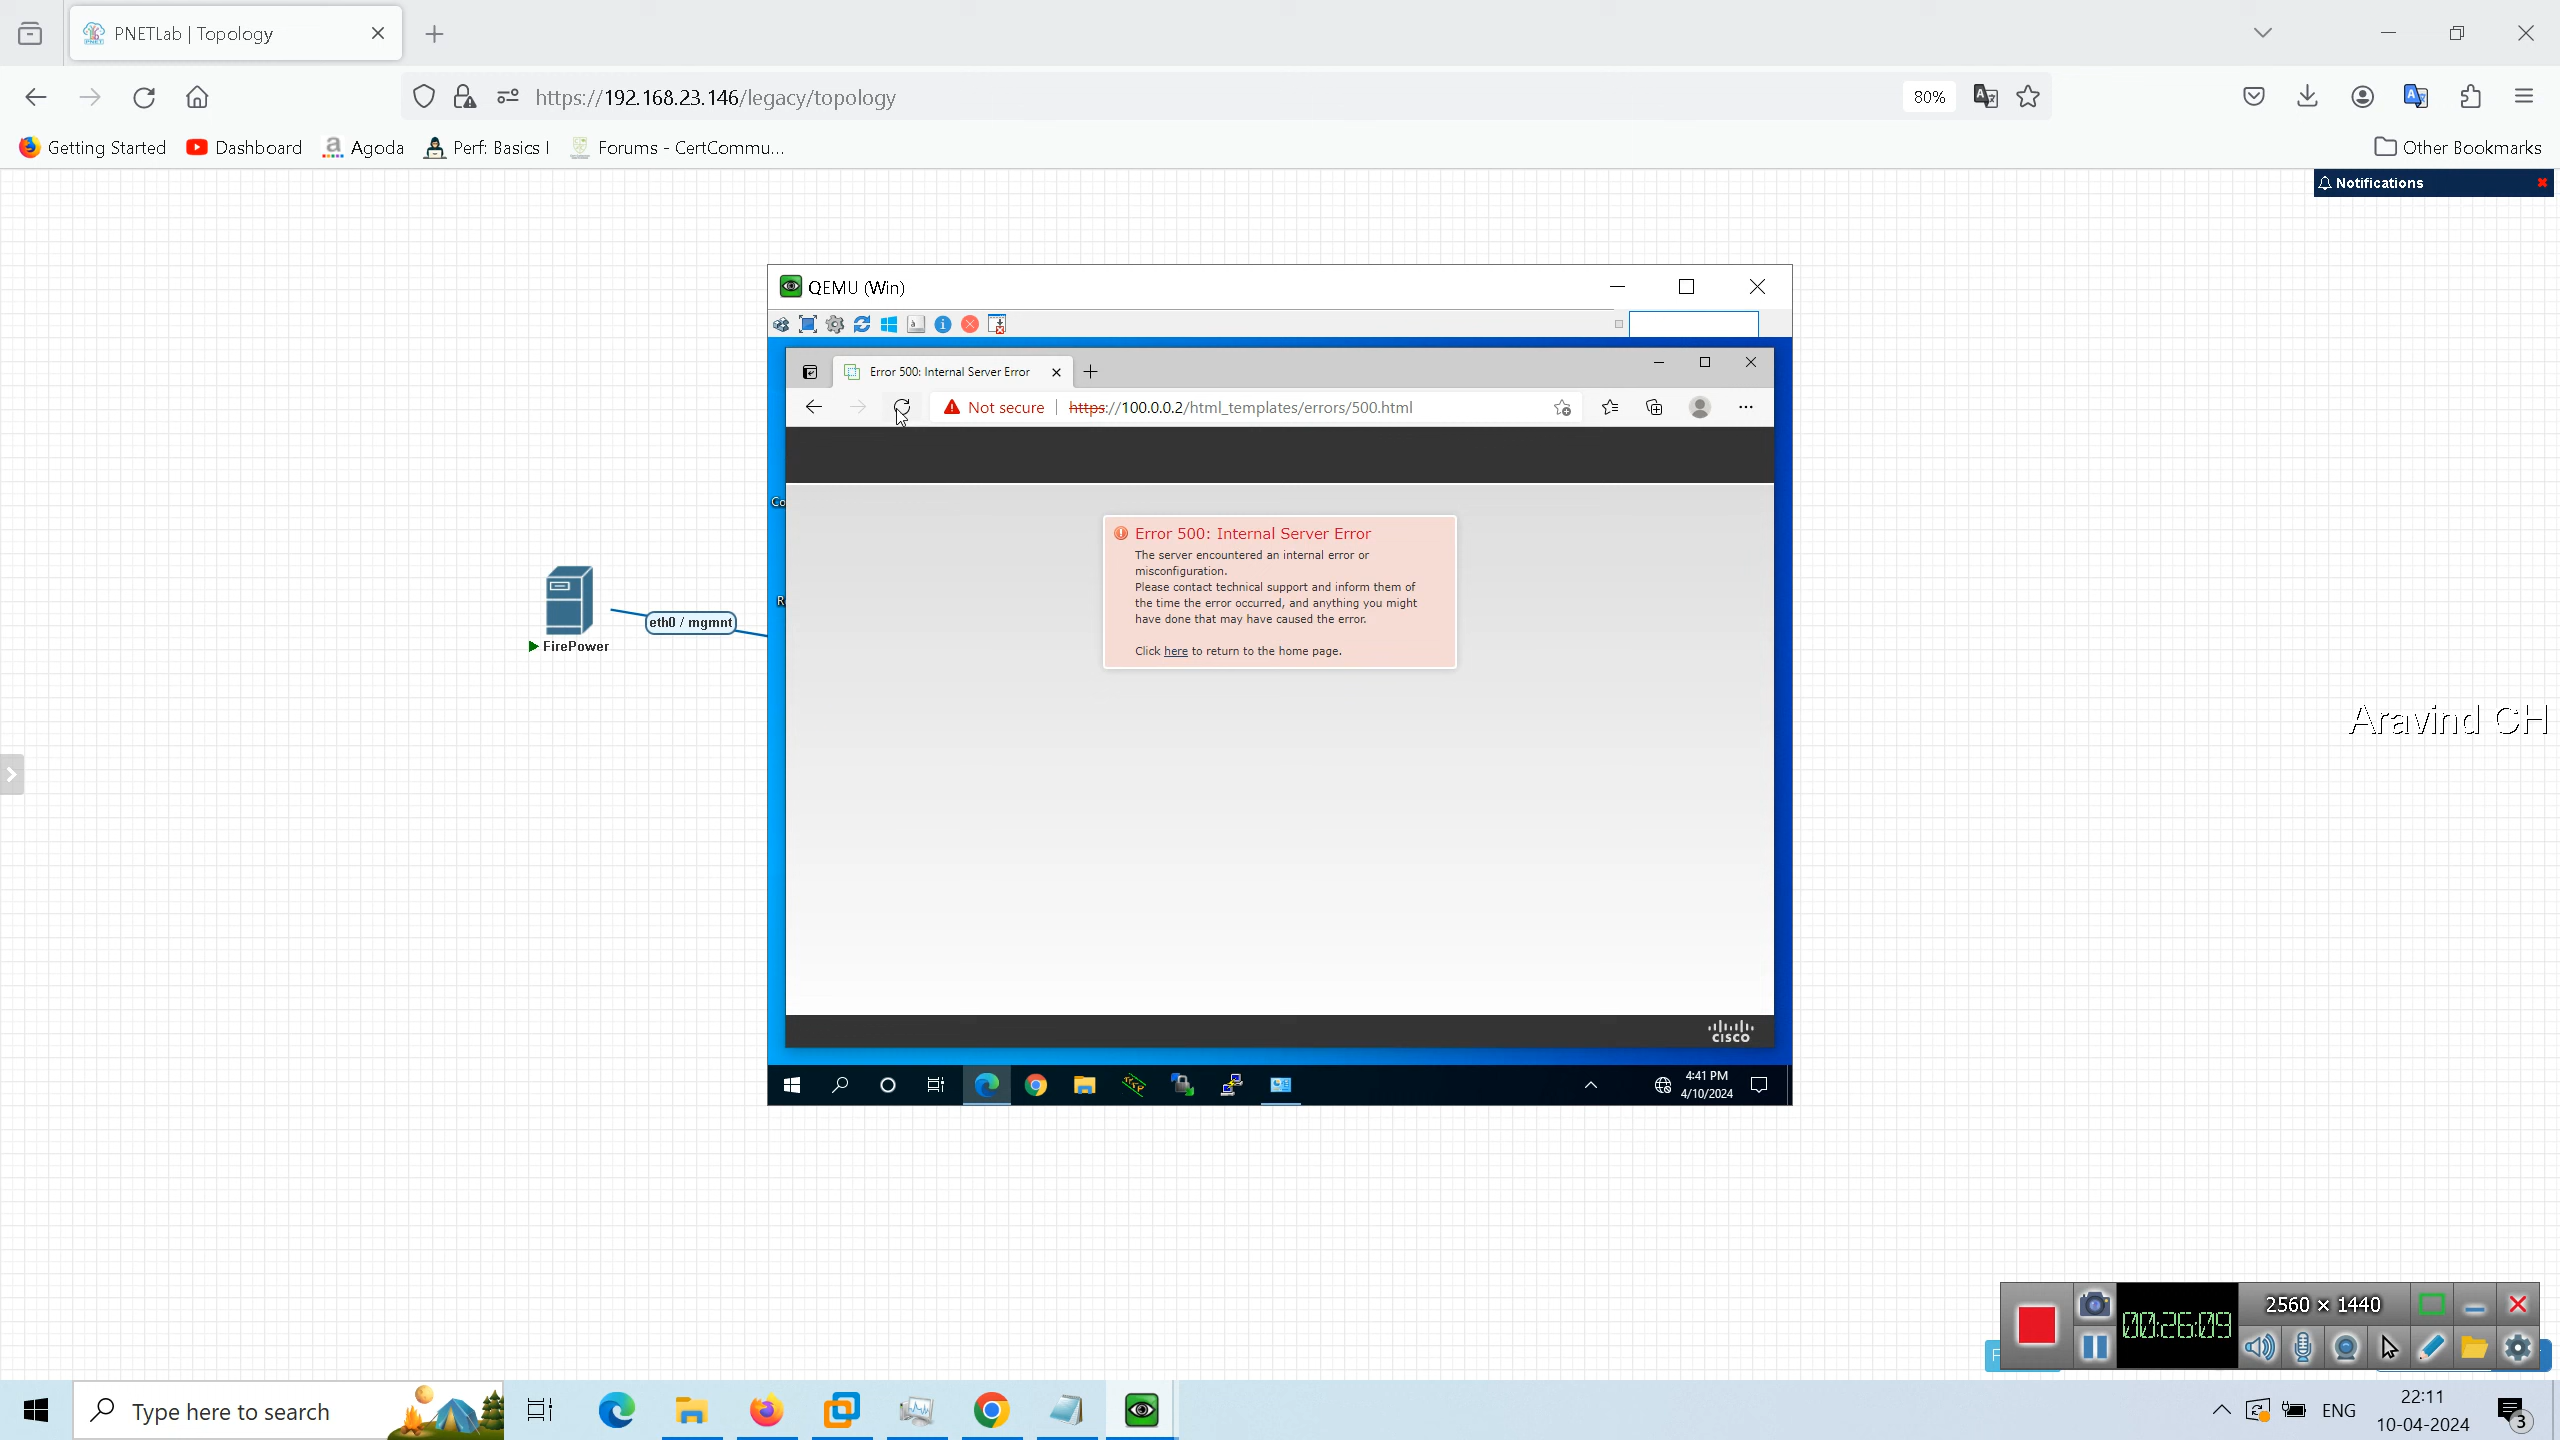 PNETLab | Topology
https://192.168.23.146/legacy/topology
80%
Getting Started
Dashboard
Agoda
Perf: Basics I
Forums - CertCommu...
Other Bookmarks
Notifications
QEMU (Win)
Error 500: Internal Server Error
Not secure
https://100.0.0.2/html_templates/errors/500.html
Co
Error 500: Internal Server Error
The server encountered an internal error or
misconfiguration.
Please contact technical support and inform them of
the time the error occurred, and anything you might
have done that may have caused the error.
Click here to return to the home page.
R
eth0 / mgmnt
FirePower
Aravind CH
CISCO
4:41 PM
4/10/2024
00:26:09
2560 × 1440
Type here to search
ENG
22:11
10-04-2024
3